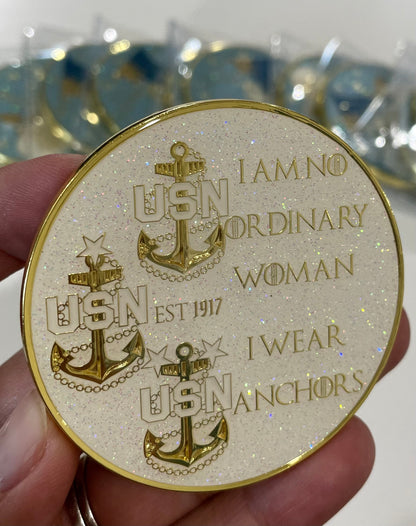 USN
I AM NO
ORDINARY
WOMAN
USN
EST 1917
I WEAR
USN
ANCHORS